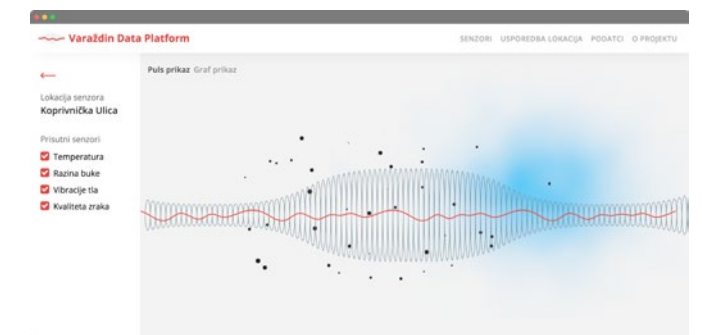 Varaždin Data Platform
SENZORI USPOREDBA LOKACIJA PODATCI O PROJEKTU
Puls prikaz Graf prikaz
Lokacija senzora
Koprivnička Ulica
Prisutni senzori
Temperatura
Razina buke
Vibracije tla
Kvaliteta zraka